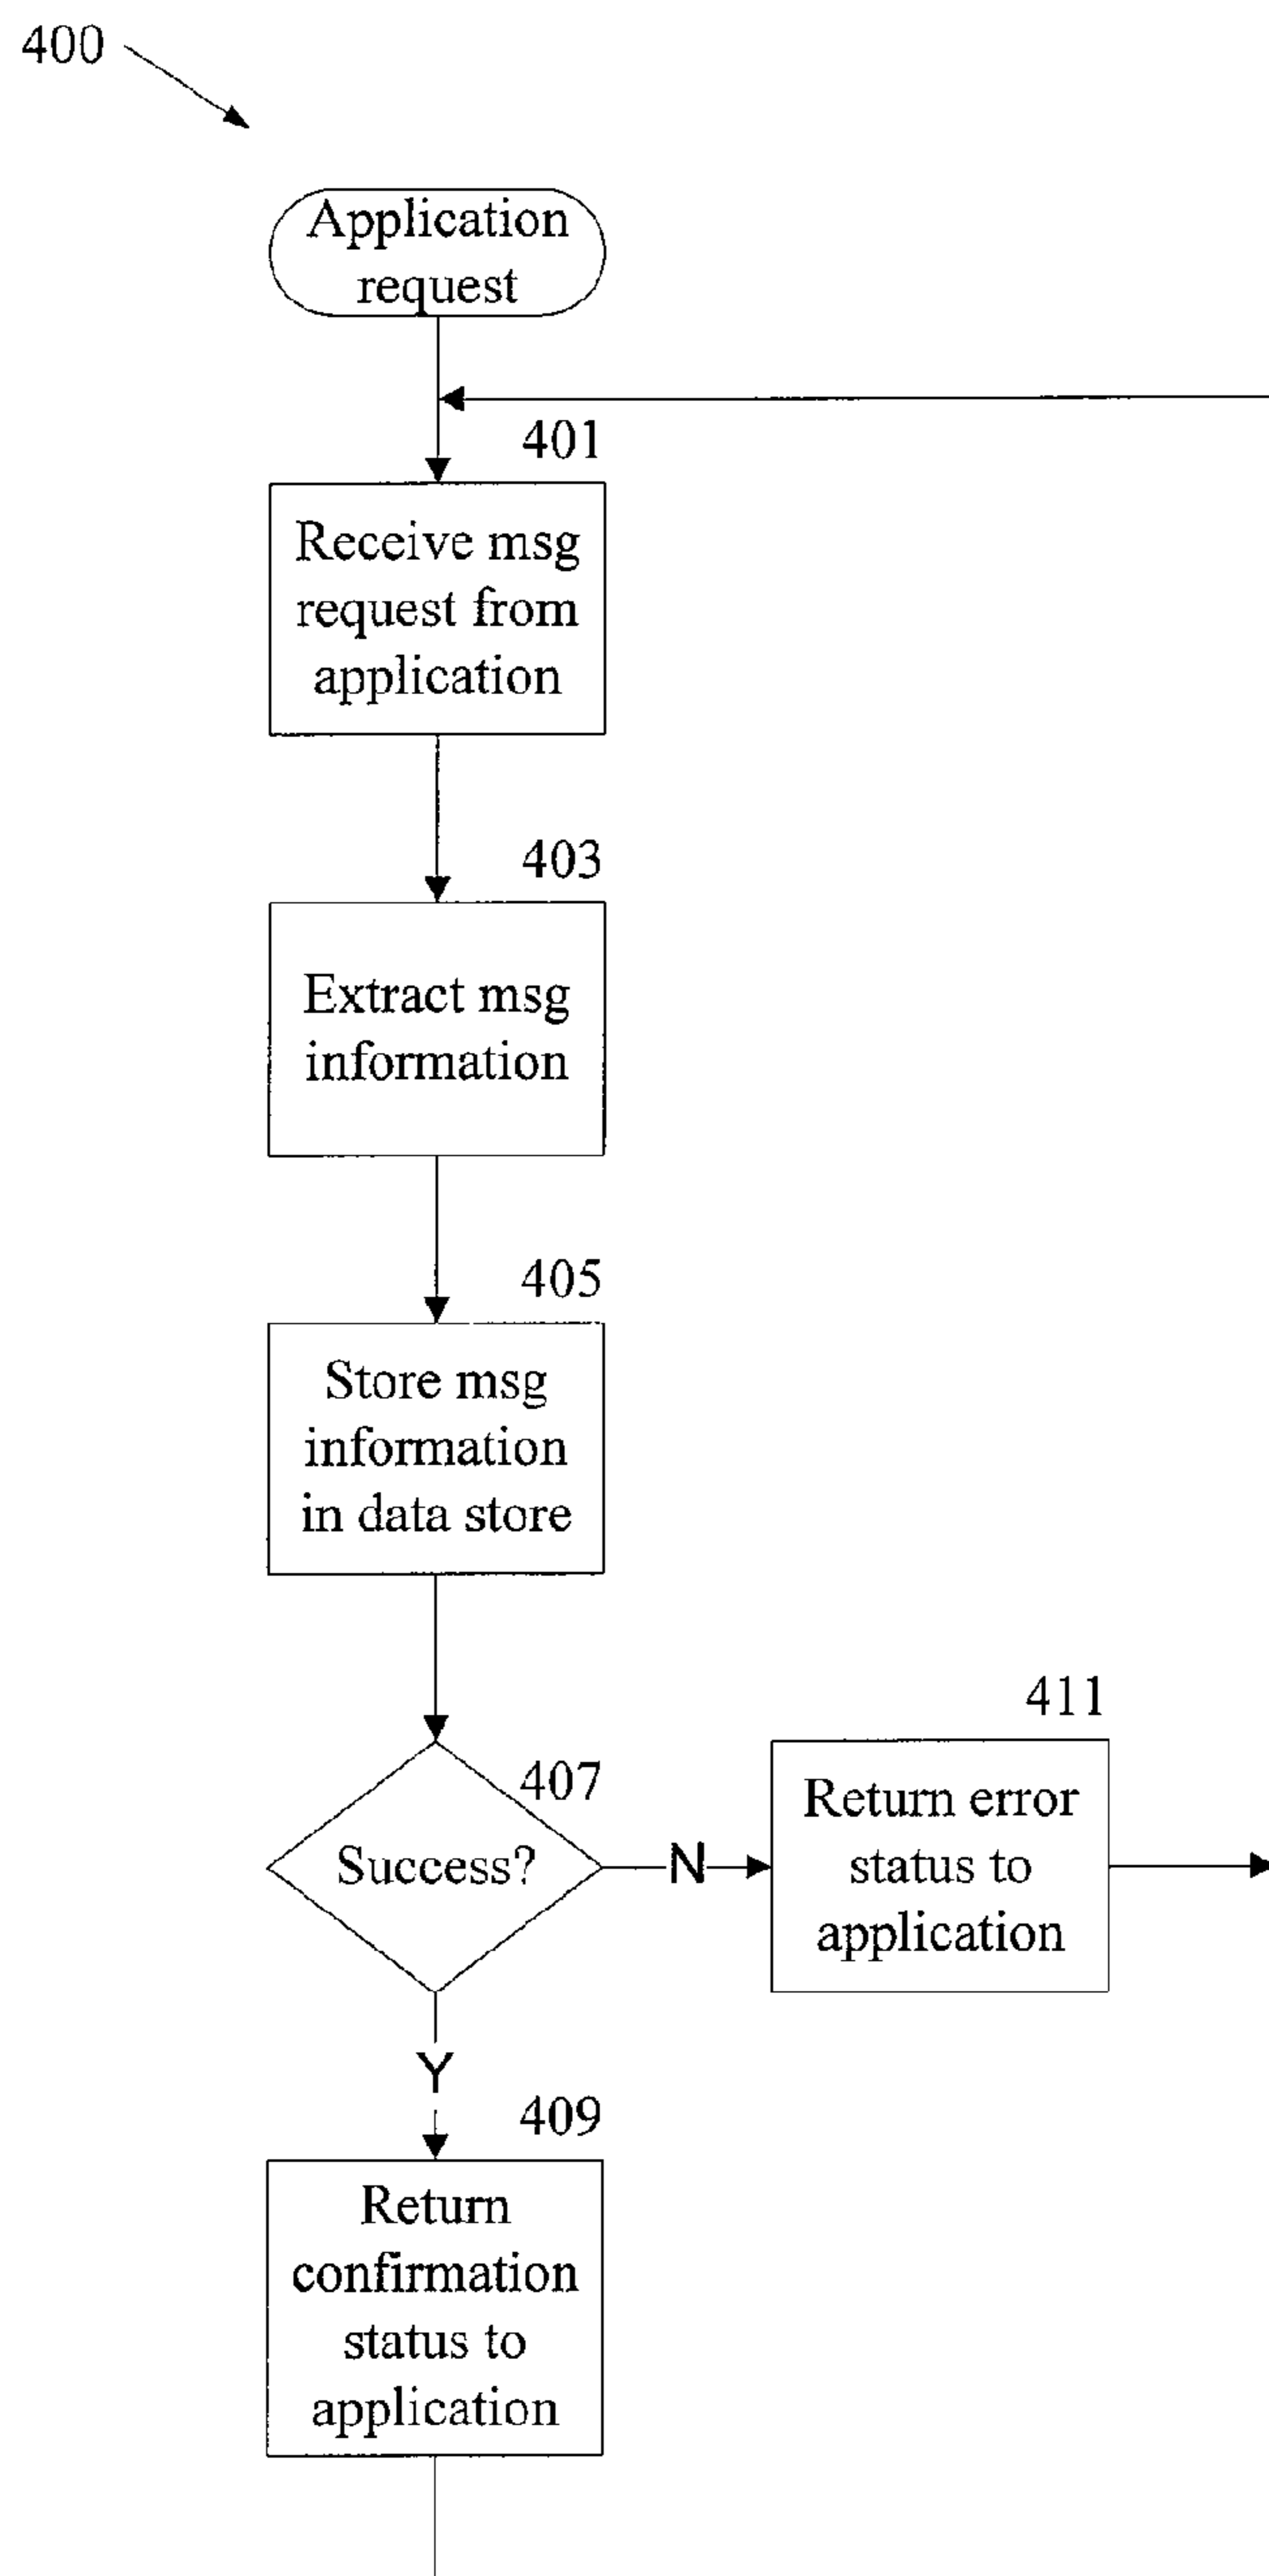 400
Application
request
401
Receive msg
request from
application
403
Extract msg
information
405
Store msg
information
in data store
407
Success?
N
411
Return error
status to
application
Y
409
Return
confirmation
status to
application